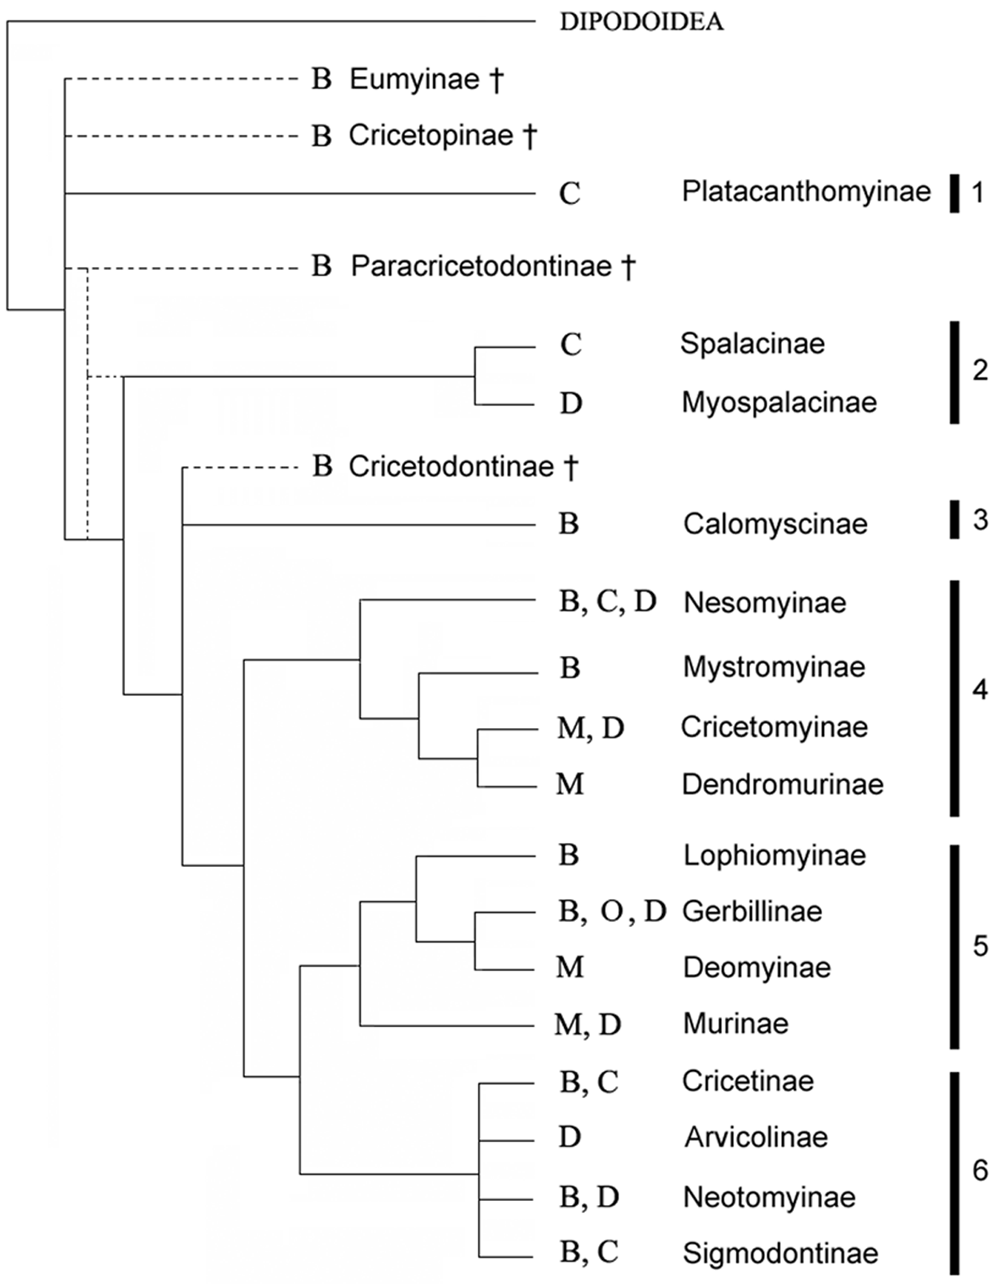 DIPODOIDEA
B Eumyinae †
B Cricetopinae †
C Platacanthomyinae 1
B Paracricetodontinae †
C Spalacinae
2
D Myospalacinae
B Cricetodontinae †
B Calomyscinae 3
B, C, D Nesomyinae
B Mystromyinae
4
M, D Cricetomyinae
M Dendromurinae
B Lophiomyinae
B, O, D Gerbillinae
5
M Deomyinae
M, D Murinae
B, C Cricetinae
D Arvicolinae
6
B, D Neotomyinae
B, C Sigmodontinae